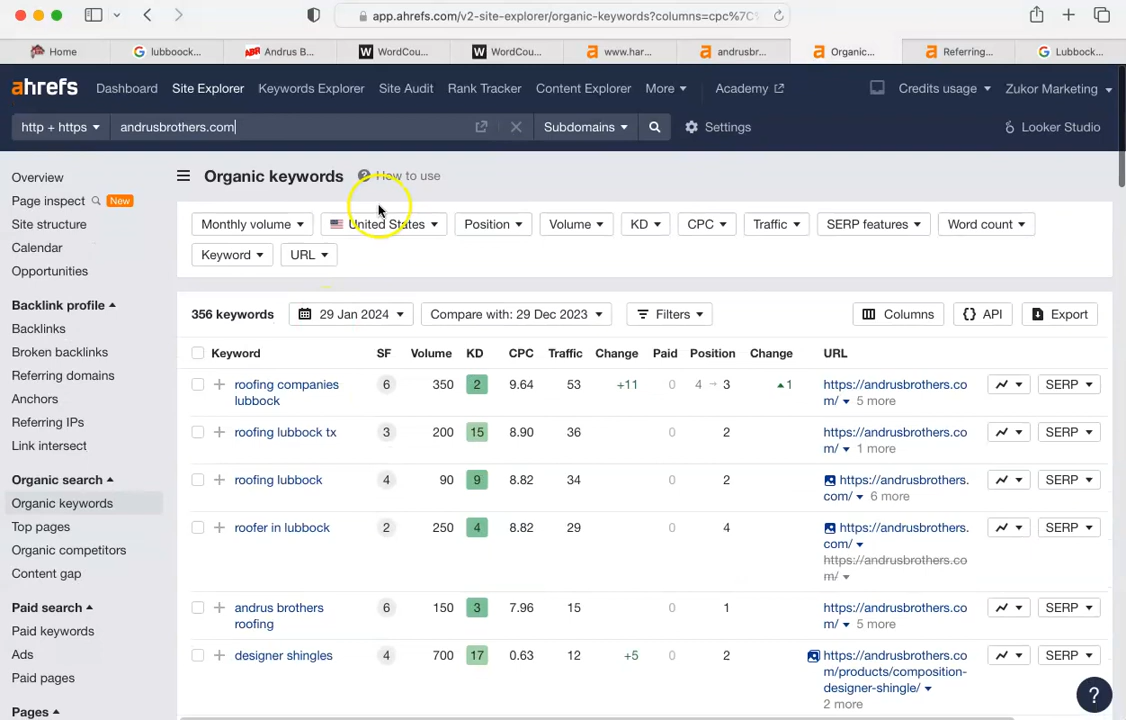 app.ahrefs.com/v2-site-explorer/organic-keywords?columns=cpc%7C
Home lubboock... Andrus B... WordCou... WordCou... www.har... andrusbr... Organic... Referring... Lubbock...
ahrefs Dashboard Site Explorer Keywords Explorer Site Audit Rank Tracker Content Explorer More Academy Credits usage Zukor Marketing
http + https andrusbrothers.com Subdomains Settings Looker Studio
Overview
Page inspect New
Site structure
Calendar
Opportunities
Backlink profile
Backlinks
Broken backlinks
Referring domains
Anchors
Referring IPs
Link intersect
Organic search
Organic keywords
Top pages
Organic competitors
Content gap
Paid search
Paid keywords
Ads
Paid pages
Pages
Organic keywords ? How to use
Monthly volume United States Position Volume KD CPC Traffic SERP features Word count
Keyword URL
356 keywords 29 Jan 2024 Compare with: 29 Dec 2023 Filters Columns {} API Export
Keyword SF Volume KD CPC Traffic Change Paid Position Change URL
roofing companies 6 350 2 9.64 53 +11 0 4 → 3 1 https://andrusbrothers.co SERP
lubbock m/ 5 more
roofing lubbock tx 3 200 15 8.90 36 0 2 https://andrusbrothers.co SERP
m/ 1 more
roofing lubbock 4 90 9 8.82 34 0 2 https://andrusbrothers. SERP
com/ 6 more
roofer in lubbock 2 250 4 8.82 29 0 4 https://andrusbrothers. SERP
com/
https://andrusbrothers.co
m/
andrus brothers 6 150 3 7.96 15 0 1 https://andrusbrothers.co SERP
roofing m/ 5 more
designer shingles 4 700 17 0.63 12 +5 0 2 https://andrusbrothers.co SERP
m/products/composition-
designer-shingle/
2 more
?